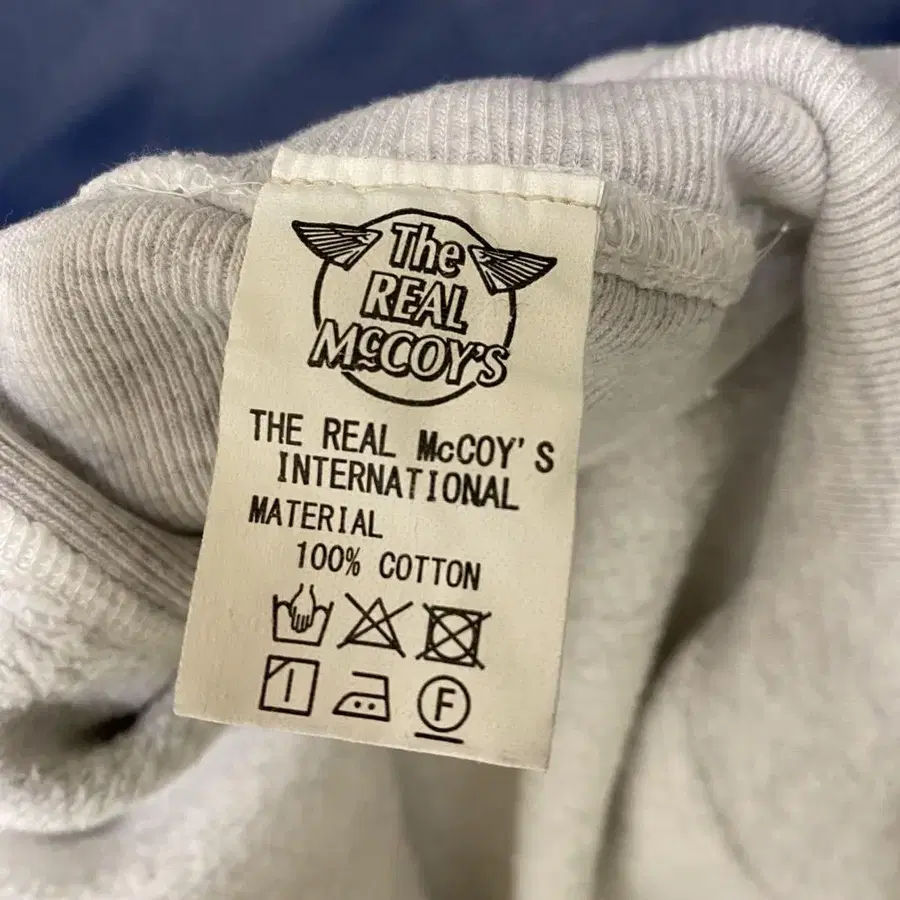 The
REAL
McCOY'S
THE REAL McCOY'S
INTERNATIONAL
MATERIAL
100% COTTON
F